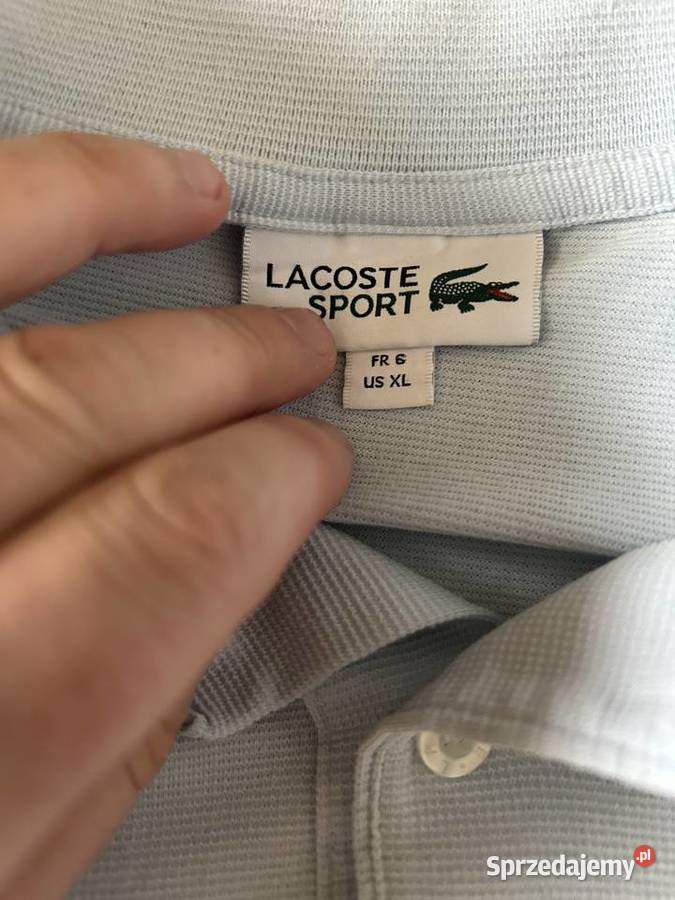 LACOSTE
SPORT
FR 6
US XL
Sprzedajemy.pl